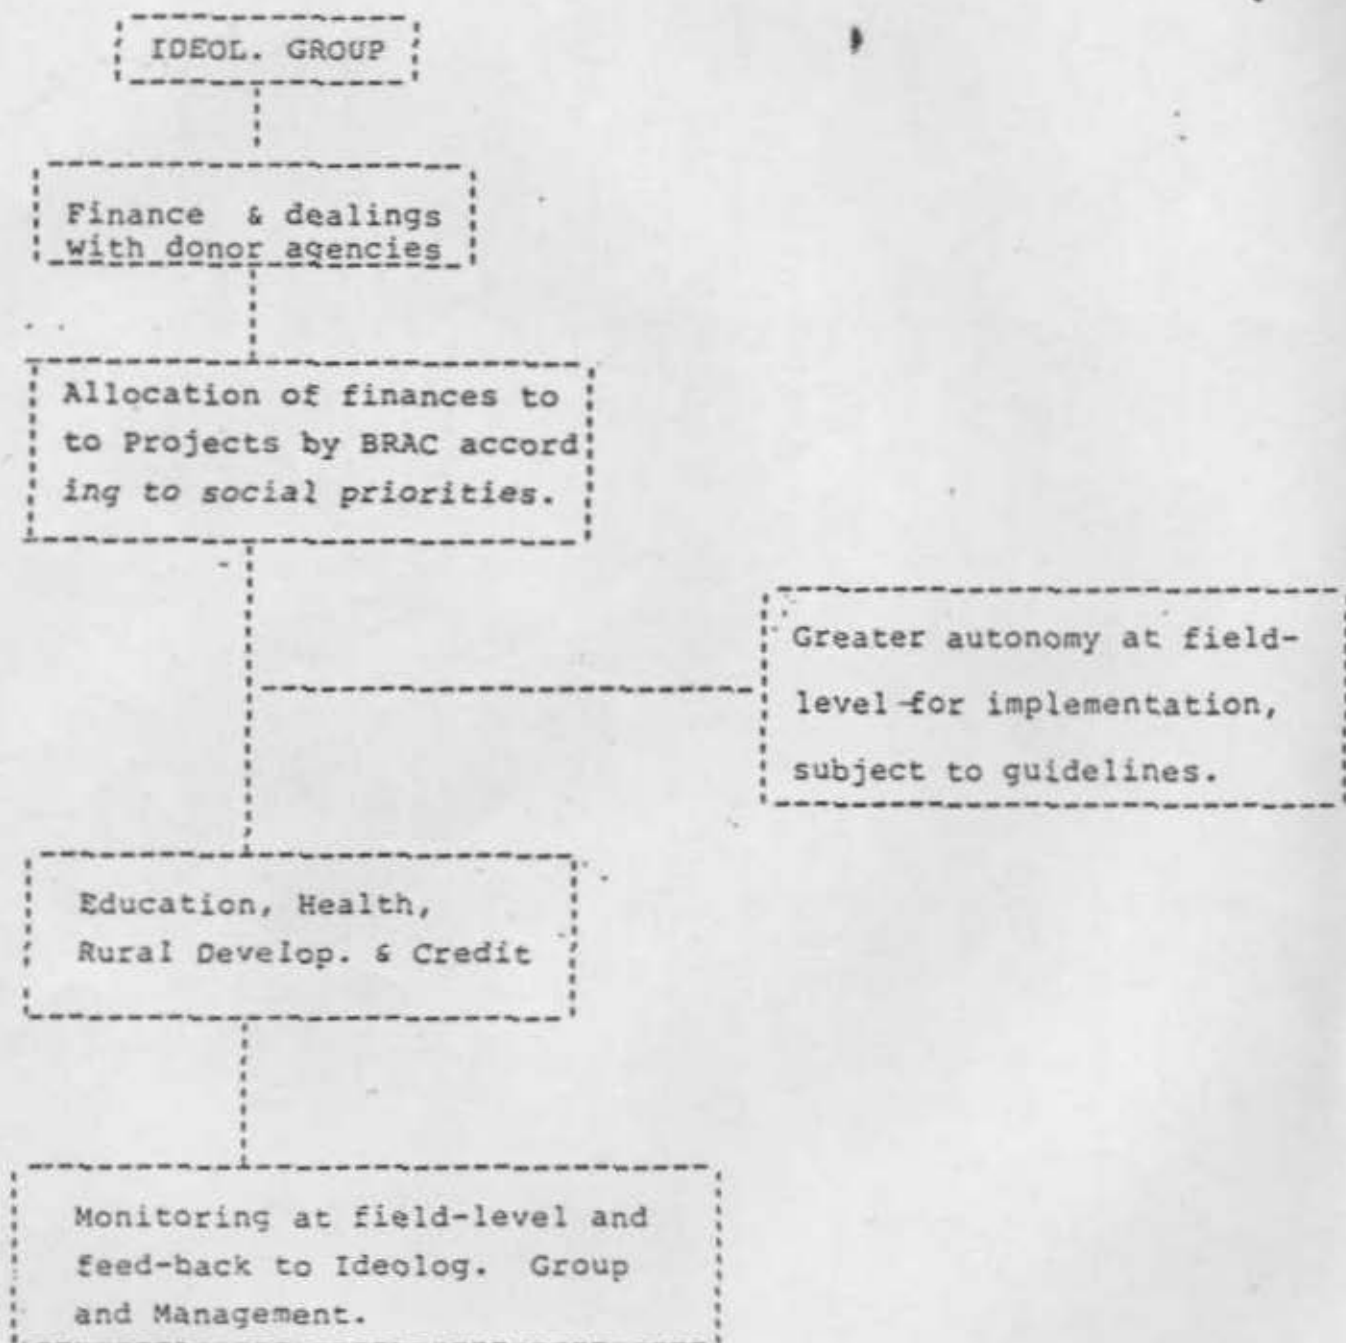 IDEOL. GROUP
Finance & dealings
with donor agencies
Allocation of finances to
to Projects by BRAC accord
ing to social priorities.
Greater autonomy at field-
level for implementation,
subject to guidelines.
Education, Health,
Rural Develop. & Credit
Monitoring at field-level and
feed-back to Ideolog. Group
and Management.